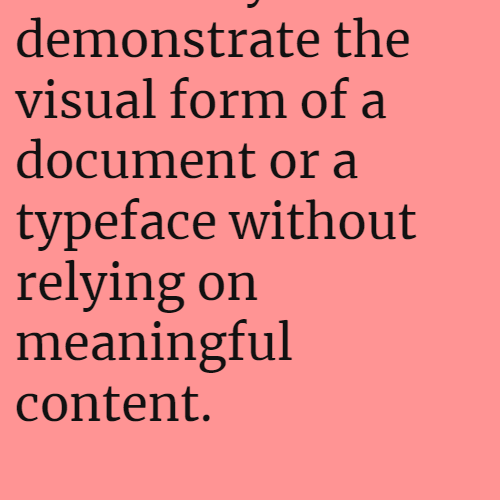 demonstrate the
visual form of a
document or a
typeface without
relying on
meaningful
content.